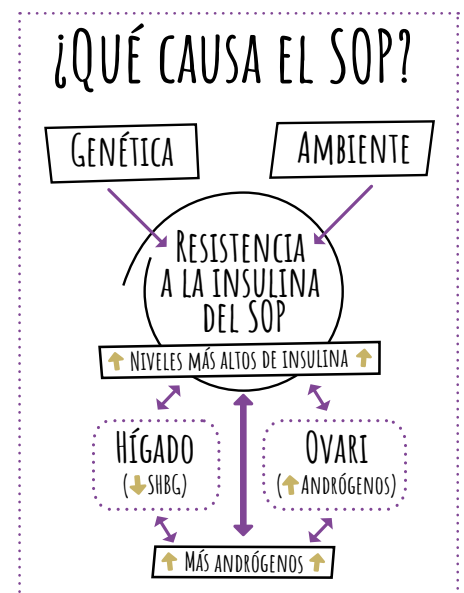 ¿QUÉ CAUSA EL SOP?
GENÉTICA
AMBIENTE
RESISTENCIA
A LA INSULINA
DEL SOP
NIVELES MÁS ALTOS DE INSULINA
HÍGADO
(SHBG)
OVARI
(ANDRÓGENOS)
MÁS ANDRÓGENOS